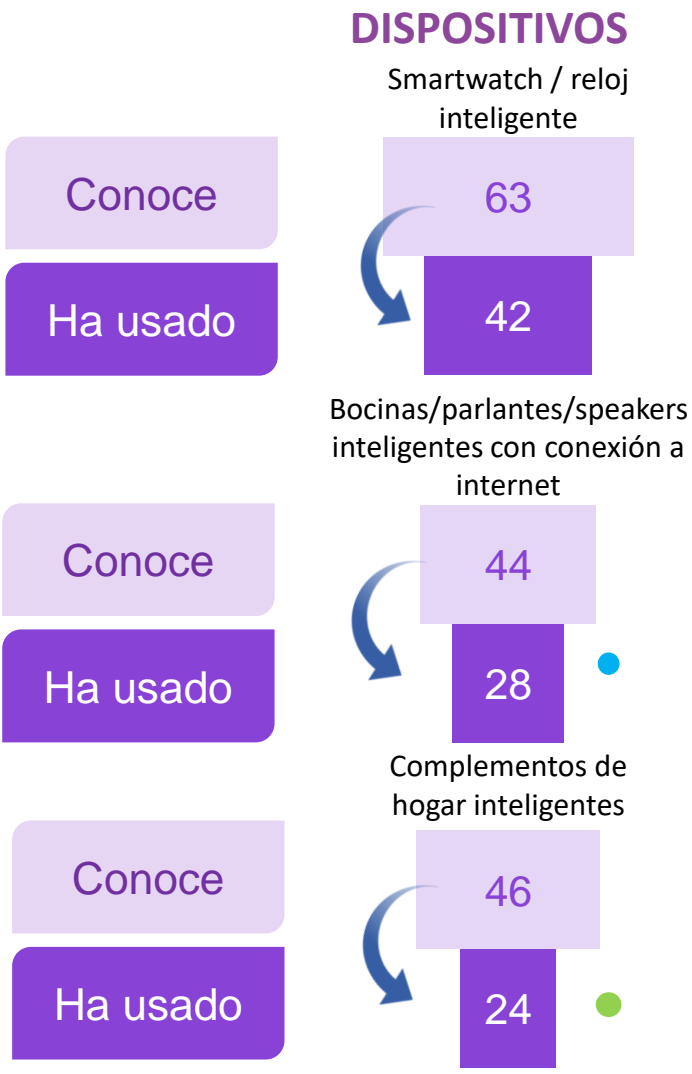 DISPOSITIVOS
Smartwatch / reloj
inteligente
Conoce
63
Ha usado
42
Bocinas/parlantes/speakers
inteligentes con conexión a
internet
Conoce
44
Ha usado
28
Complementos de
hogar inteligentes
Conoce
46
Ha usado
24